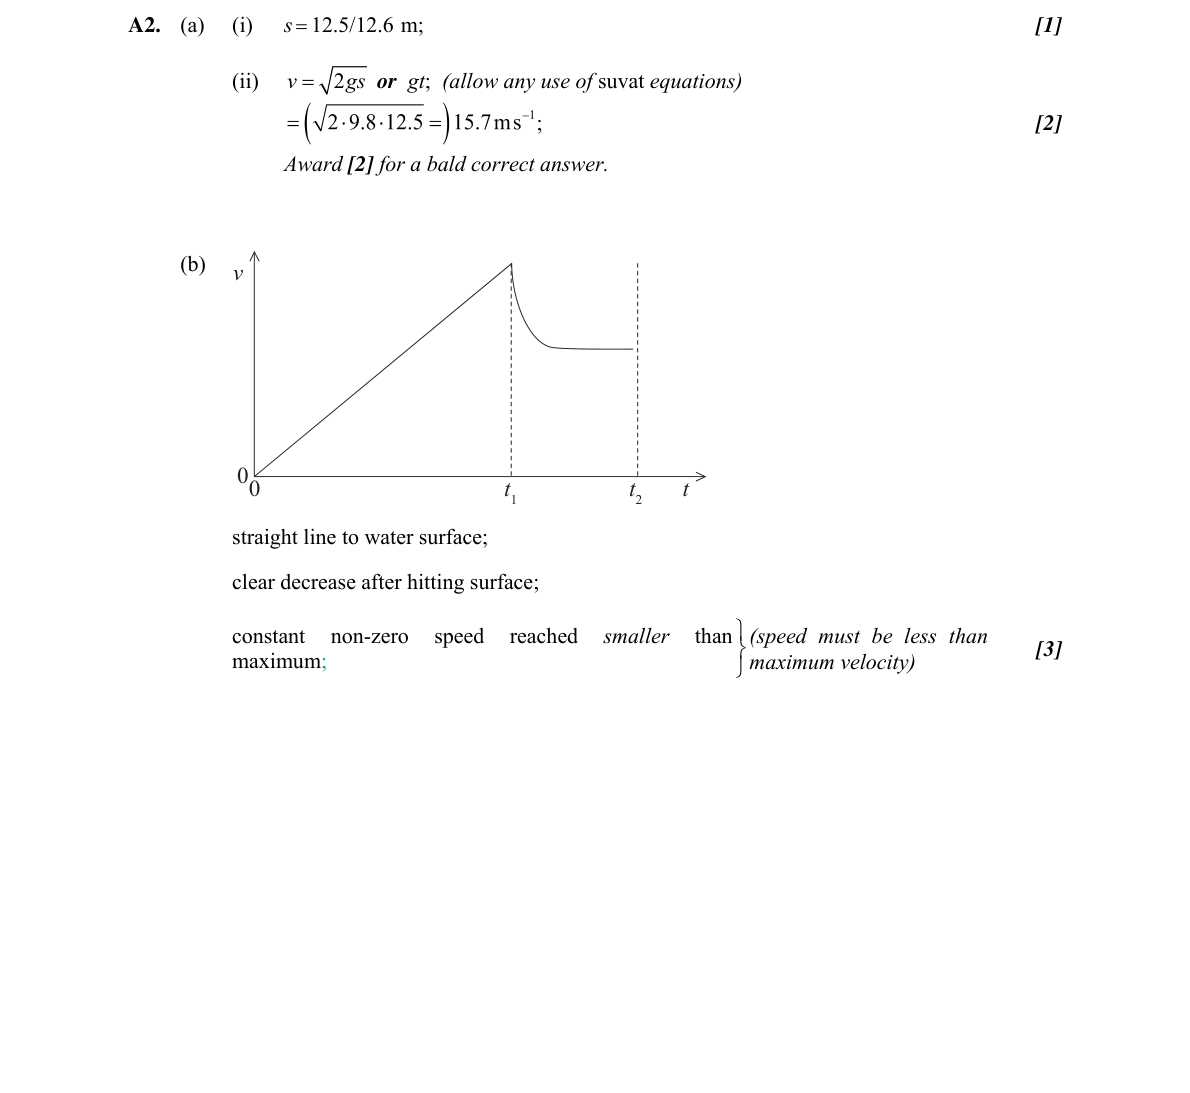 A2. (a) (i) s = 12.5/12.6 m; [1]
(ii) v = √2gs or gt; (allow any use of suvat equations)
= (√2·9.8·12.5 =) 15.7 m s⁻¹; [2]
Award [2] for a bald correct answer.
(b) v
0
0 t₁ t₂ t
straight line to water surface;
clear decrease after hitting surface;
constant non-zero speed reached smaller than } (speed must be less than
maximum; maximum velocity) [3]